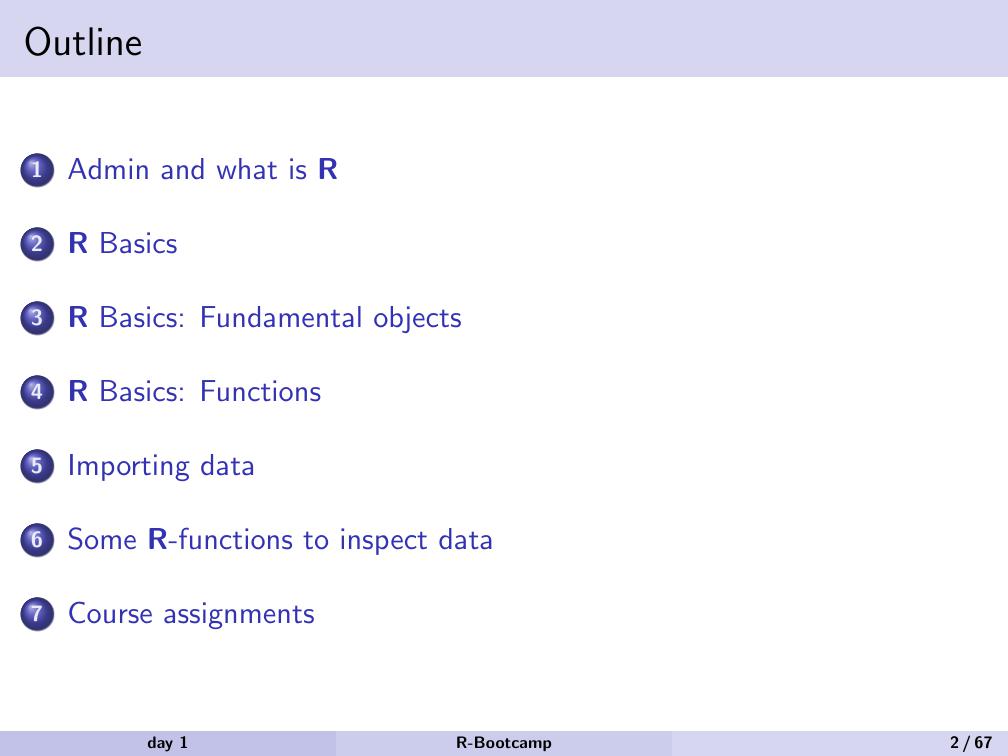 Outline
1 Admin and what is R
2 R Basics
3 R Basics: Fundamental objects
4 R Basics: Functions
5 Importing data
6 Some R-functions to inspect data
7 Course assignments
day 1 R-Bootcamp 2 / 67